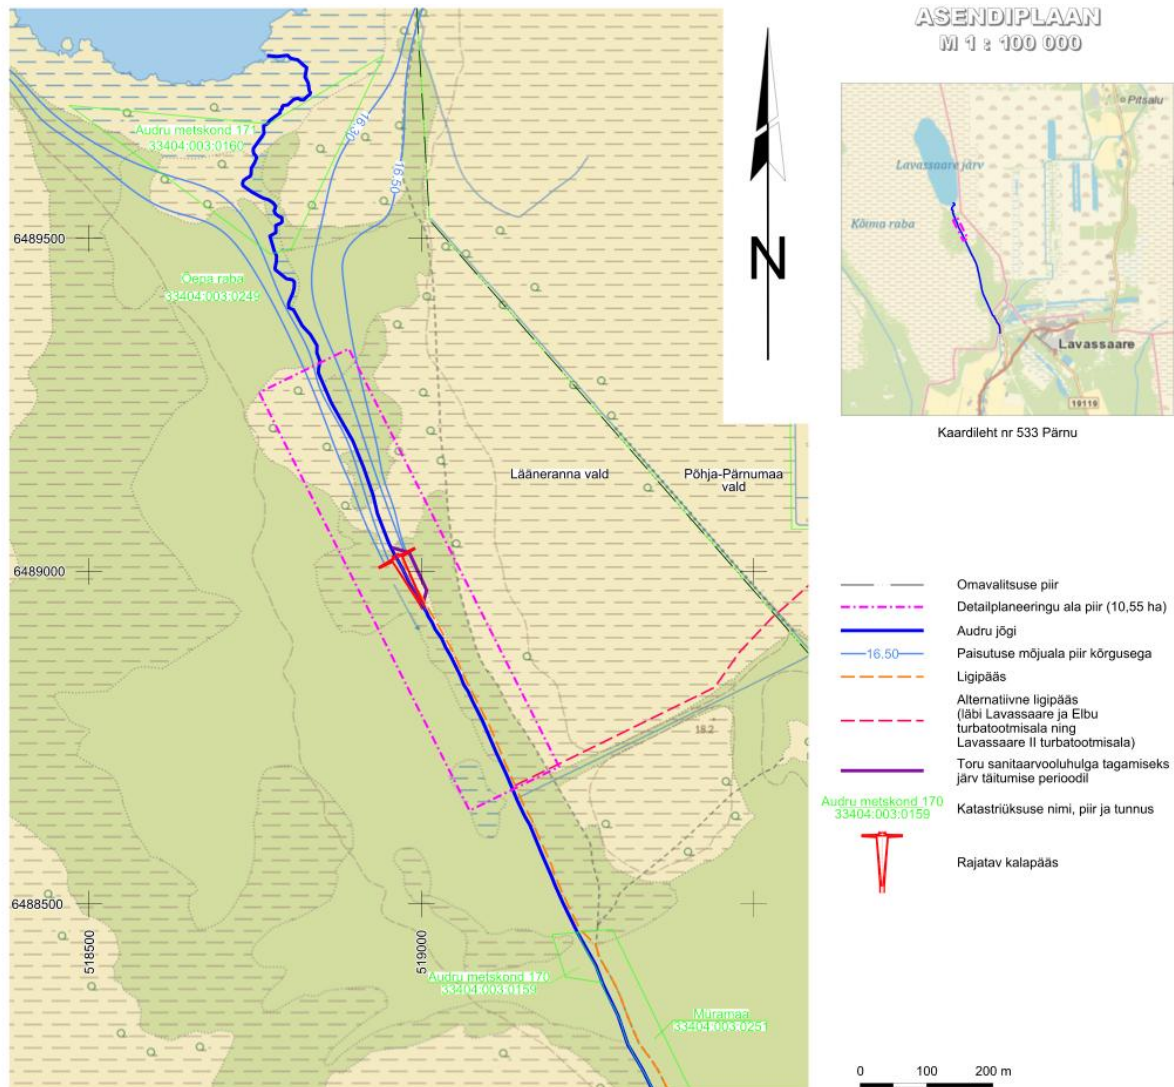 ASENDIPLAAN
M 1 : 100 000
Pitsalu
Lavassaare järv
Kõima raba
Lavassaare
19119
Kaardileht nr 533 Pärnu
Audru metskond 171
33404:003:0160
16.30
16.50
6489500
Õepa raba
33404:003:0249
N
Lääneranna vald
Põhja-Pärnumaa
vald
6489000
18.2
6488500
518500
519000
Audru metskond 170
33404:003:0159
Muramaa
33404:003:0251
Omavalitsuse piir
Detailplaneeringu ala piir (10,55 ha)
Audru jõgi
16.50
Paisutuse mõjuala piir kõrgusega
Ligipääs
Alternatiivne ligipääs
(läbi Lavassaare ja Elbu
turbatootmisala ning
Lavassaare II turbatootmisala)
Toru sanitaarvooluhulga tagamiseks
järv täitumise perioodil
Audru metskond 170
33404:003:0159
Katastriüksuse nimi, piir ja tunnus
Rajatav kalapääs
0 100 200 m